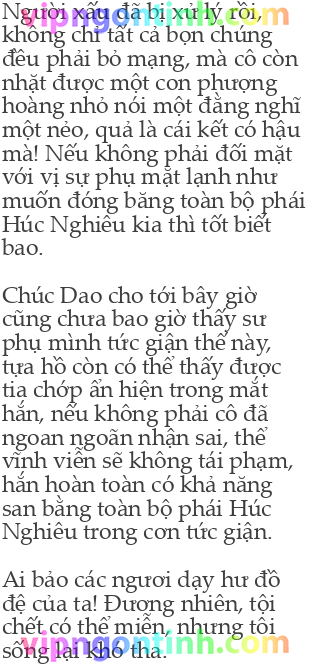 Người xấu đã bị xử lý rồi,
không chỉ tất cả bọn chúng
đều phải bỏ mạng, mà cô còn
nhặt được một con phượng
hoàng nhỏ nói một đằng nghĩ
một nẻo, quả là cái kết có hậu
mà! Nếu không phải đối mặt
với vị sự phụ mặt lạnh như
muốn đóng băng toàn bộ phái
Húc Nghiêu kia thì tốt biết
bao.
Chúc Dao cho tới bây giờ
cũng chưa bao giờ thấy sư
phụ mình tức giận thế này,
tựa hồ còn có thể thấy được
tia chớp ẩn hiện trong mắt
hắn, nếu không phải cô đã
ngoan ngoãn nhận sai, thể
vĩnh viễn sẽ không tái phạm,
hắn hoàn toàn có khả năng
san bằng toàn bộ phái Húc
Nghiêu trong cơn tức giận.
Ai bảo các ngươi dạy hư đồ
đệ của ta! Đương nhiên, tội
chết có thể miễn, nhưng tội
sống lại khó tha.
vipngontinh.com
vipngontinh.com